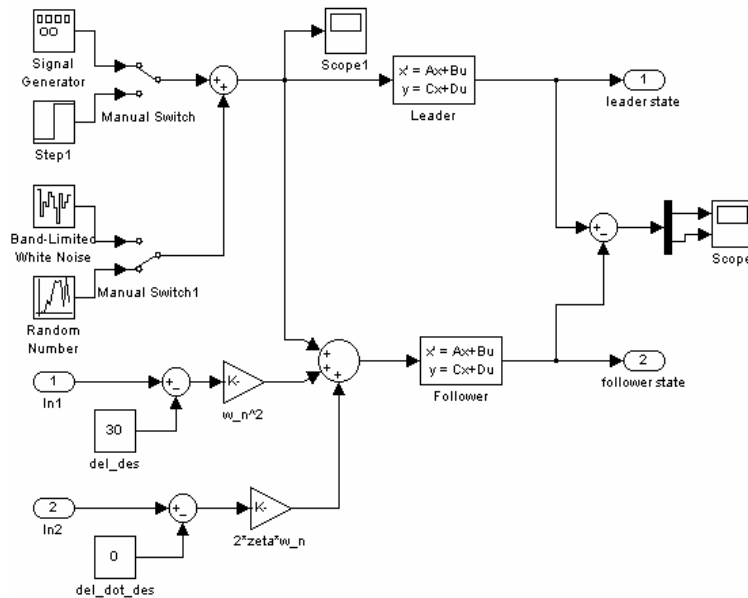 Signal
Generator
Step1
Manual Switch
+
+
Scope1
x' = Ax+Bu
y = Cx+Du
Leader
1
leader state
Band-Limited
White Noise
Manual Switch1
Random
Number
+
−
Scope
1
In1
+
−
K-
w_n^2
30
del_des
+
+
+
x' = Ax+Bu
y = Cx+Du
Follower
2
follower state
2
In2
+
−
K-
2*zeta*w_n
0
del_dot_des